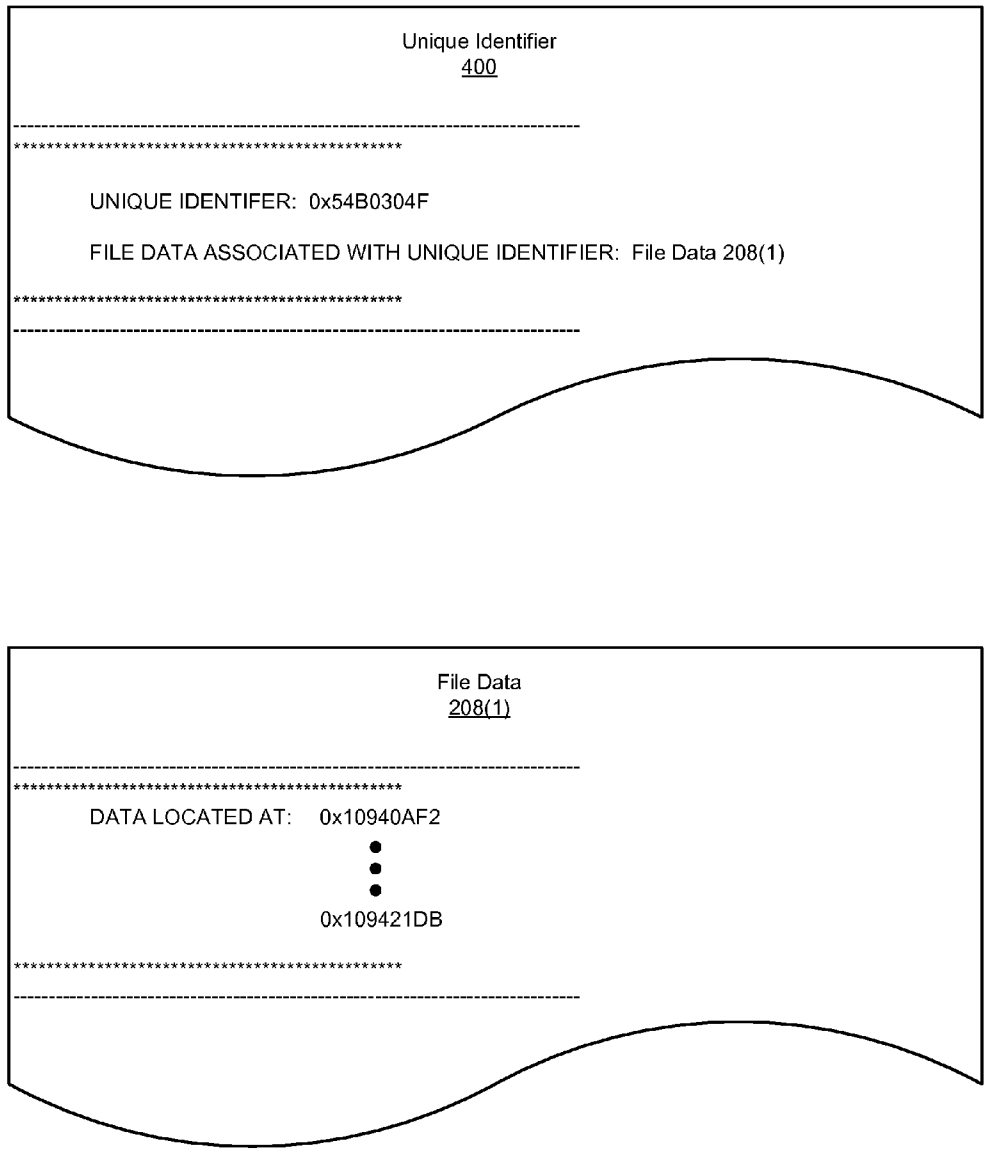 Unique Identifier
400
--------------------------------------------------------------------------------
***********************************************
UNIQUE IDENTIFER: 0x54B0304F
FILE DATA ASSOCIATED WITH UNIQUE IDENTIFIER: File Data 208(1)
***********************************************
--------------------------------------------------------------------------------
File Data
208(1)
--------------------------------------------------------------------------------
***********************************************
DATA LOCATED AT: 0x10940AF2
●
●
●
0x109421DB
***********************************************
--------------------------------------------------------------------------------